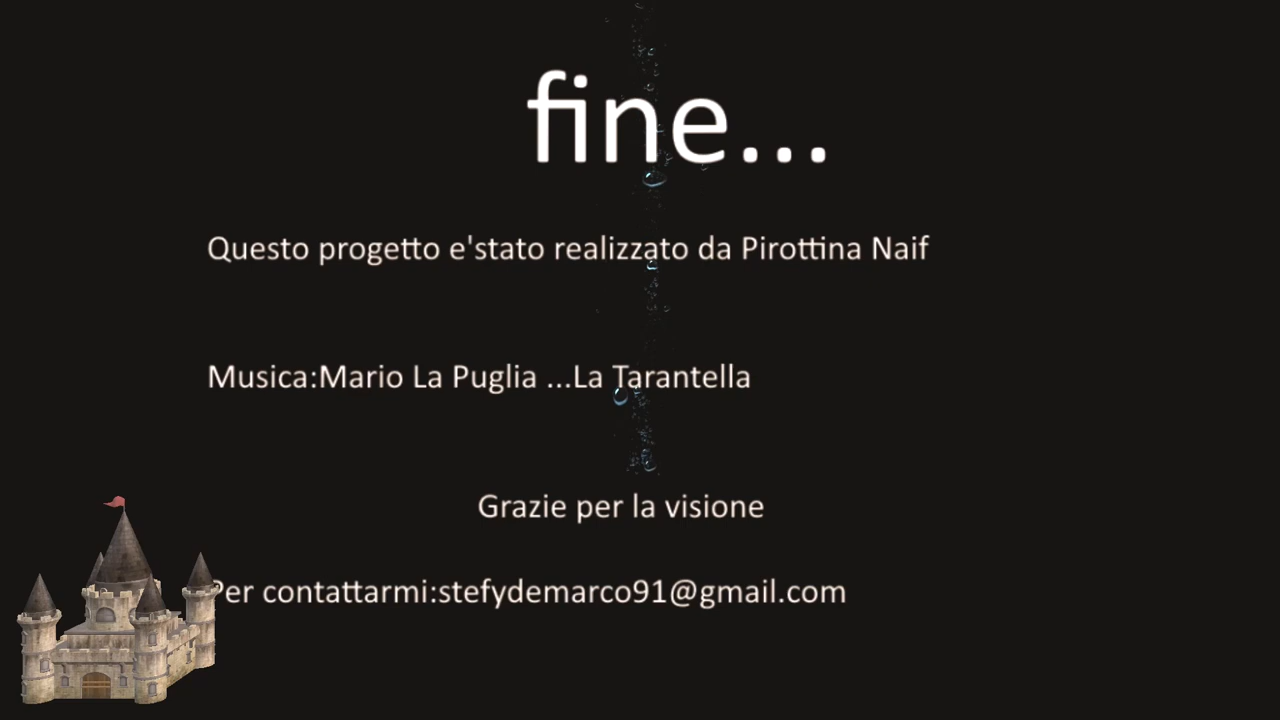 fine...
Questo progetto e'stato realizzato da Pirottina Naif
Musica:Mario La Puglia ...La Tarantella
Grazie per la visione
Per contattarmi:stefydemarco91@gmail.com